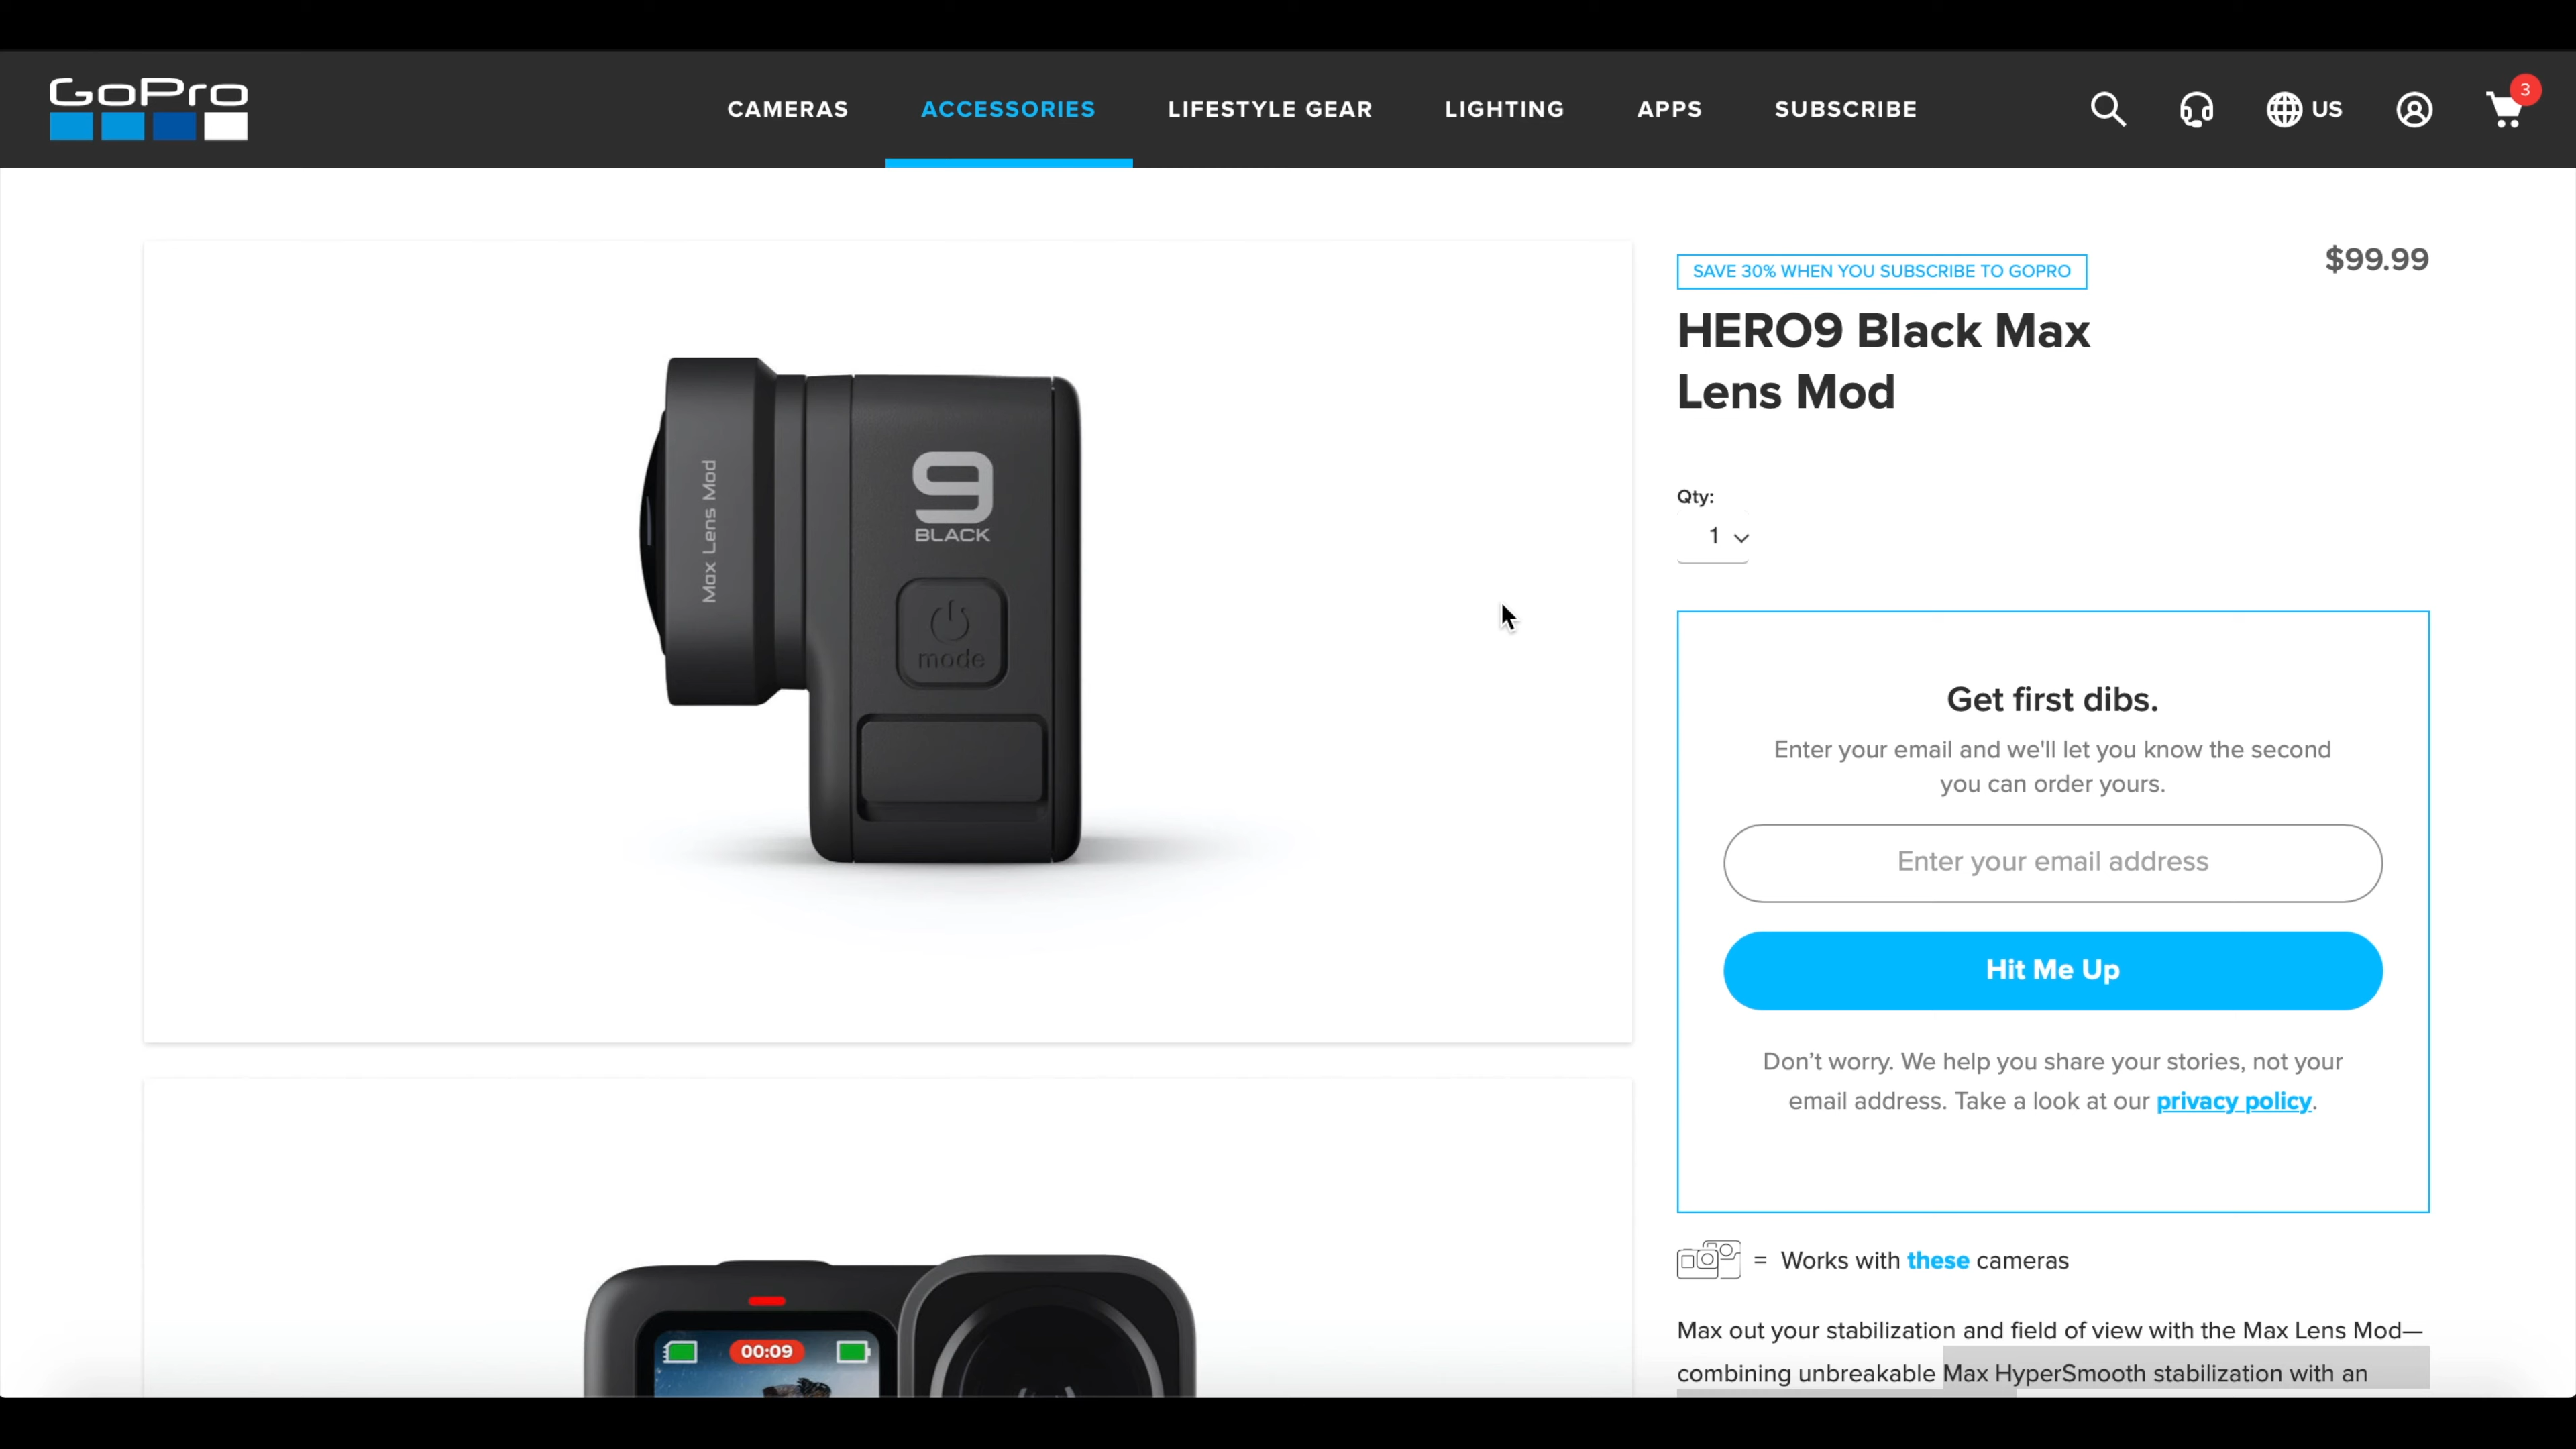 GoPro
CAMERAS
ACCESSORIES
LIFESTYLE GEAR
LIGHTING
APPS
SUBSCRIBE
US
3
SAVE 30% WHEN YOU SUBSCRIBE TO GOPRO
$99.99
HERO9 Black Max
Lens Mod
Max Lens Mod
9
BLACK
mode
Qty:
1
Get first dibs.
Enter your email and we'll let you know the second
you can order yours.
Enter your email address
Hit Me Up
Don’t worry. We help you share your stories, not your
email address. Take a look at our privacy policy.
= Works with these cameras
00:09
Max out your stabilization and field of view with the Max Lens Mod—
combining unbreakable Max HyperSmooth stabilization with an